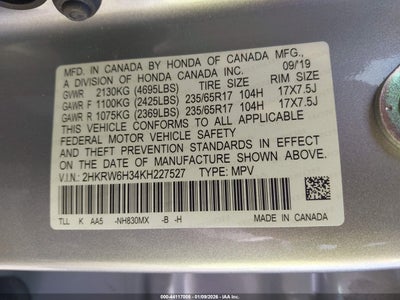 MFD. IN CANADA BY HONDA OF CANADA MFG.,
A DIVISION OF HONDA CANADA INC. 09/19
GVWR 2130KG (4695LBS) TIRE SIZE RIM SIZE
GAWR F 1100KG (2425LBS) 235/65R17 104H 17X7.5J
GAWR R 1075KG (2369LBS) 235/65R17 104H 17X7.5J
THIS VEHICLE CONFORMS TO ALL APPLICABLE
FEDERAL MOTOR VEHICLE SAFETY
AND THEFT PREVENTION STANDARDS IN EFFECT
ON THE DATE OF MANUFACTURE SHOWN ABOVE.
V.I.N.: 2HKRW6H34KH227527 TYPE: MPV
TLL K AA5 -NH830MX -B -H MADE IN CANADA
000-44117009 - 01/09/2026 - IAA Inc.